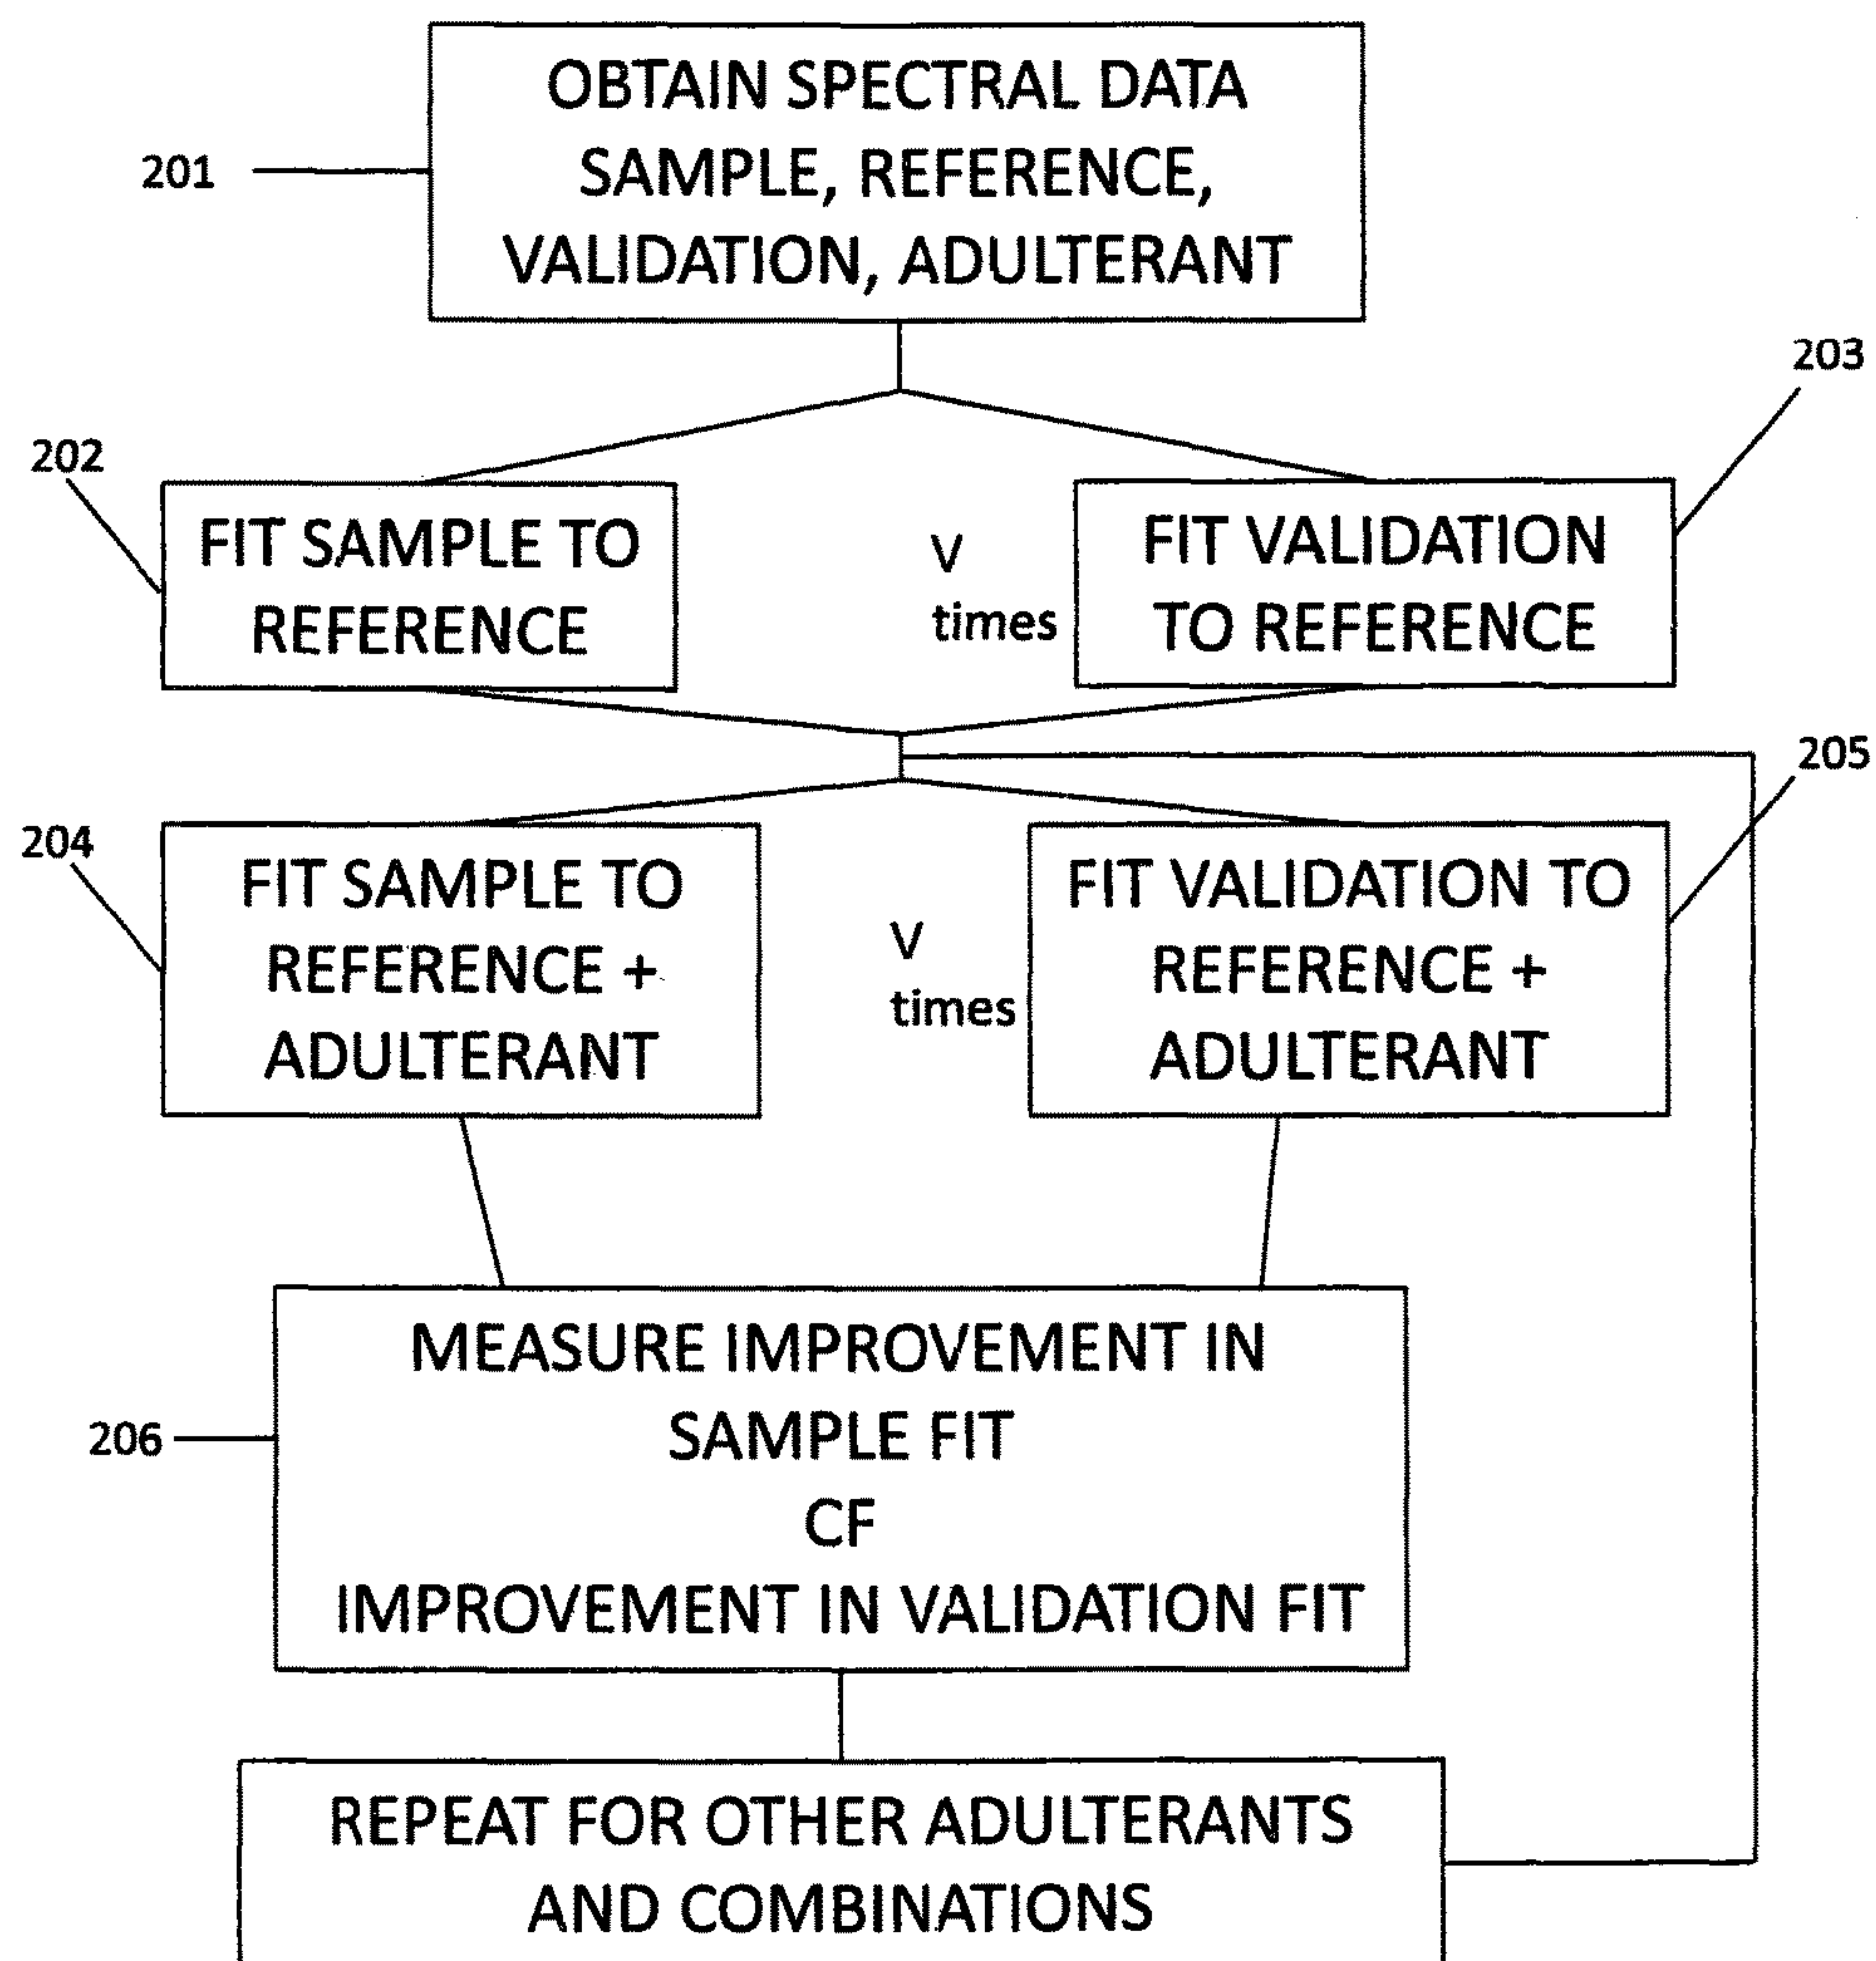 OBTAIN SPECTRAL DATA
SAMPLE, REFERENCE,
VALIDATION, ADULTERANT
201
203
202
FIT SAMPLE TO
REFERENCE
V
times
FIT VALIDATION
TO REFERENCE
205
204
FIT SAMPLE TO
REFERENCE +
ADULTERANT
V
times
FIT VALIDATION TO
REFERENCE +
ADULTERANT
MEASURE IMPROVEMENT IN
SAMPLE FIT
CF
IMPROVEMENT IN VALIDATION FIT
206
REPEAT FOR OTHER ADULTERANTS
AND COMBINATIONS